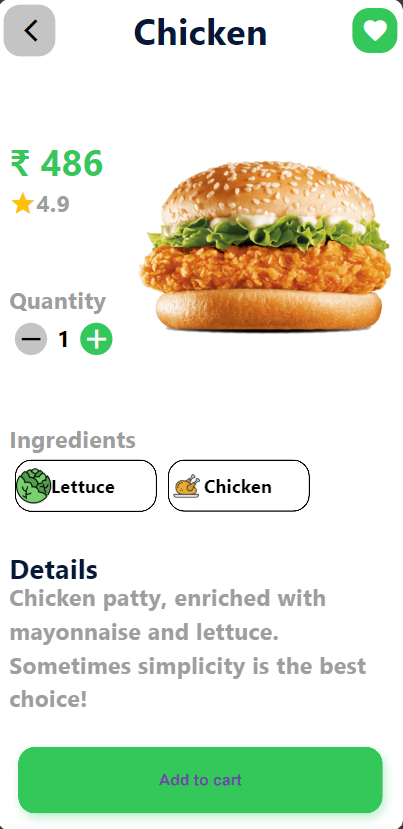 Chicken
₹ 486
4.9
Quantity
1
Ingredients
Lettuce
Chicken
Details
Chicken patty, enriched with
mayonnaise and lettuce.
Sometimes simplicity is the best
choice!
Add to cart